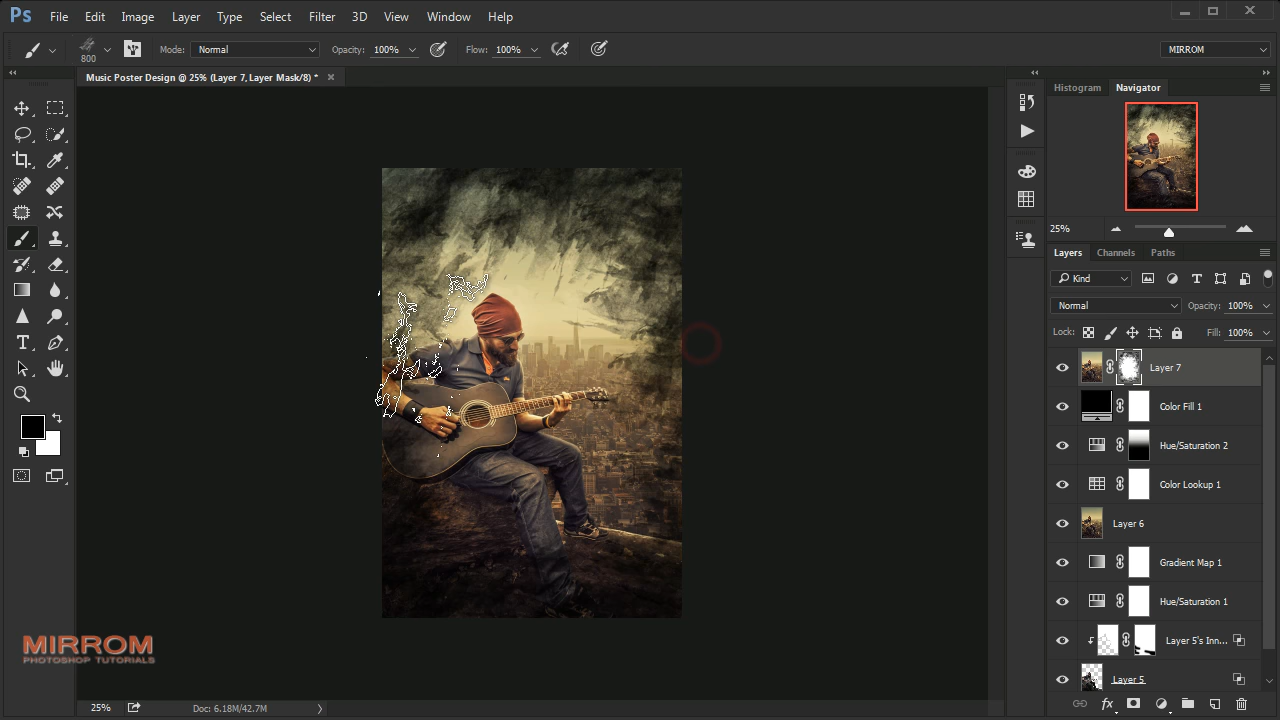 Ps File Edit Image Layer Type Select Filter 3D View Window Help
800 Mode: Normal Opacity: 100% Flow: 100% MIRROM
Music Poster Design @ 25% (Layer 7, Layer Mask/8) *
Histogram Navigator
25%
Layers Channels Paths
Kind
Normal Opacity: 100%
Lock: Fill: 100%
Layer 7
Color Fill 1
Hue/Saturation 2
Color Lookup 1
Layer 6
Gradient Map 1
Hue/Saturation 1
Layer 5's Inn...
Layer 5
MIRROM
PHOTOSHOP TUTORIALS
25% Doc: 6.18M/42.7M
fx